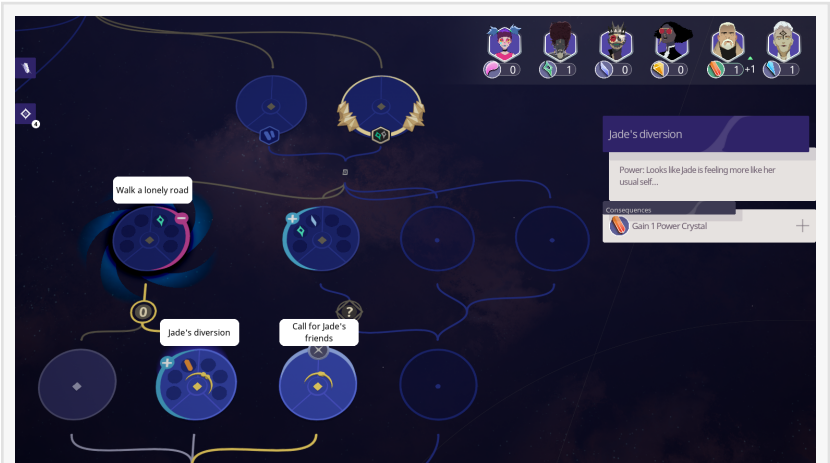 0
1
0
0
1
+1
1
4
Jade's diversion
Power: Looks like Jade is feeling more like her
usual self...
Consequences
Gain 1 Power Crystal
Walk a lonely road
0
?
Jade's diversion
Call for Jade's
friends